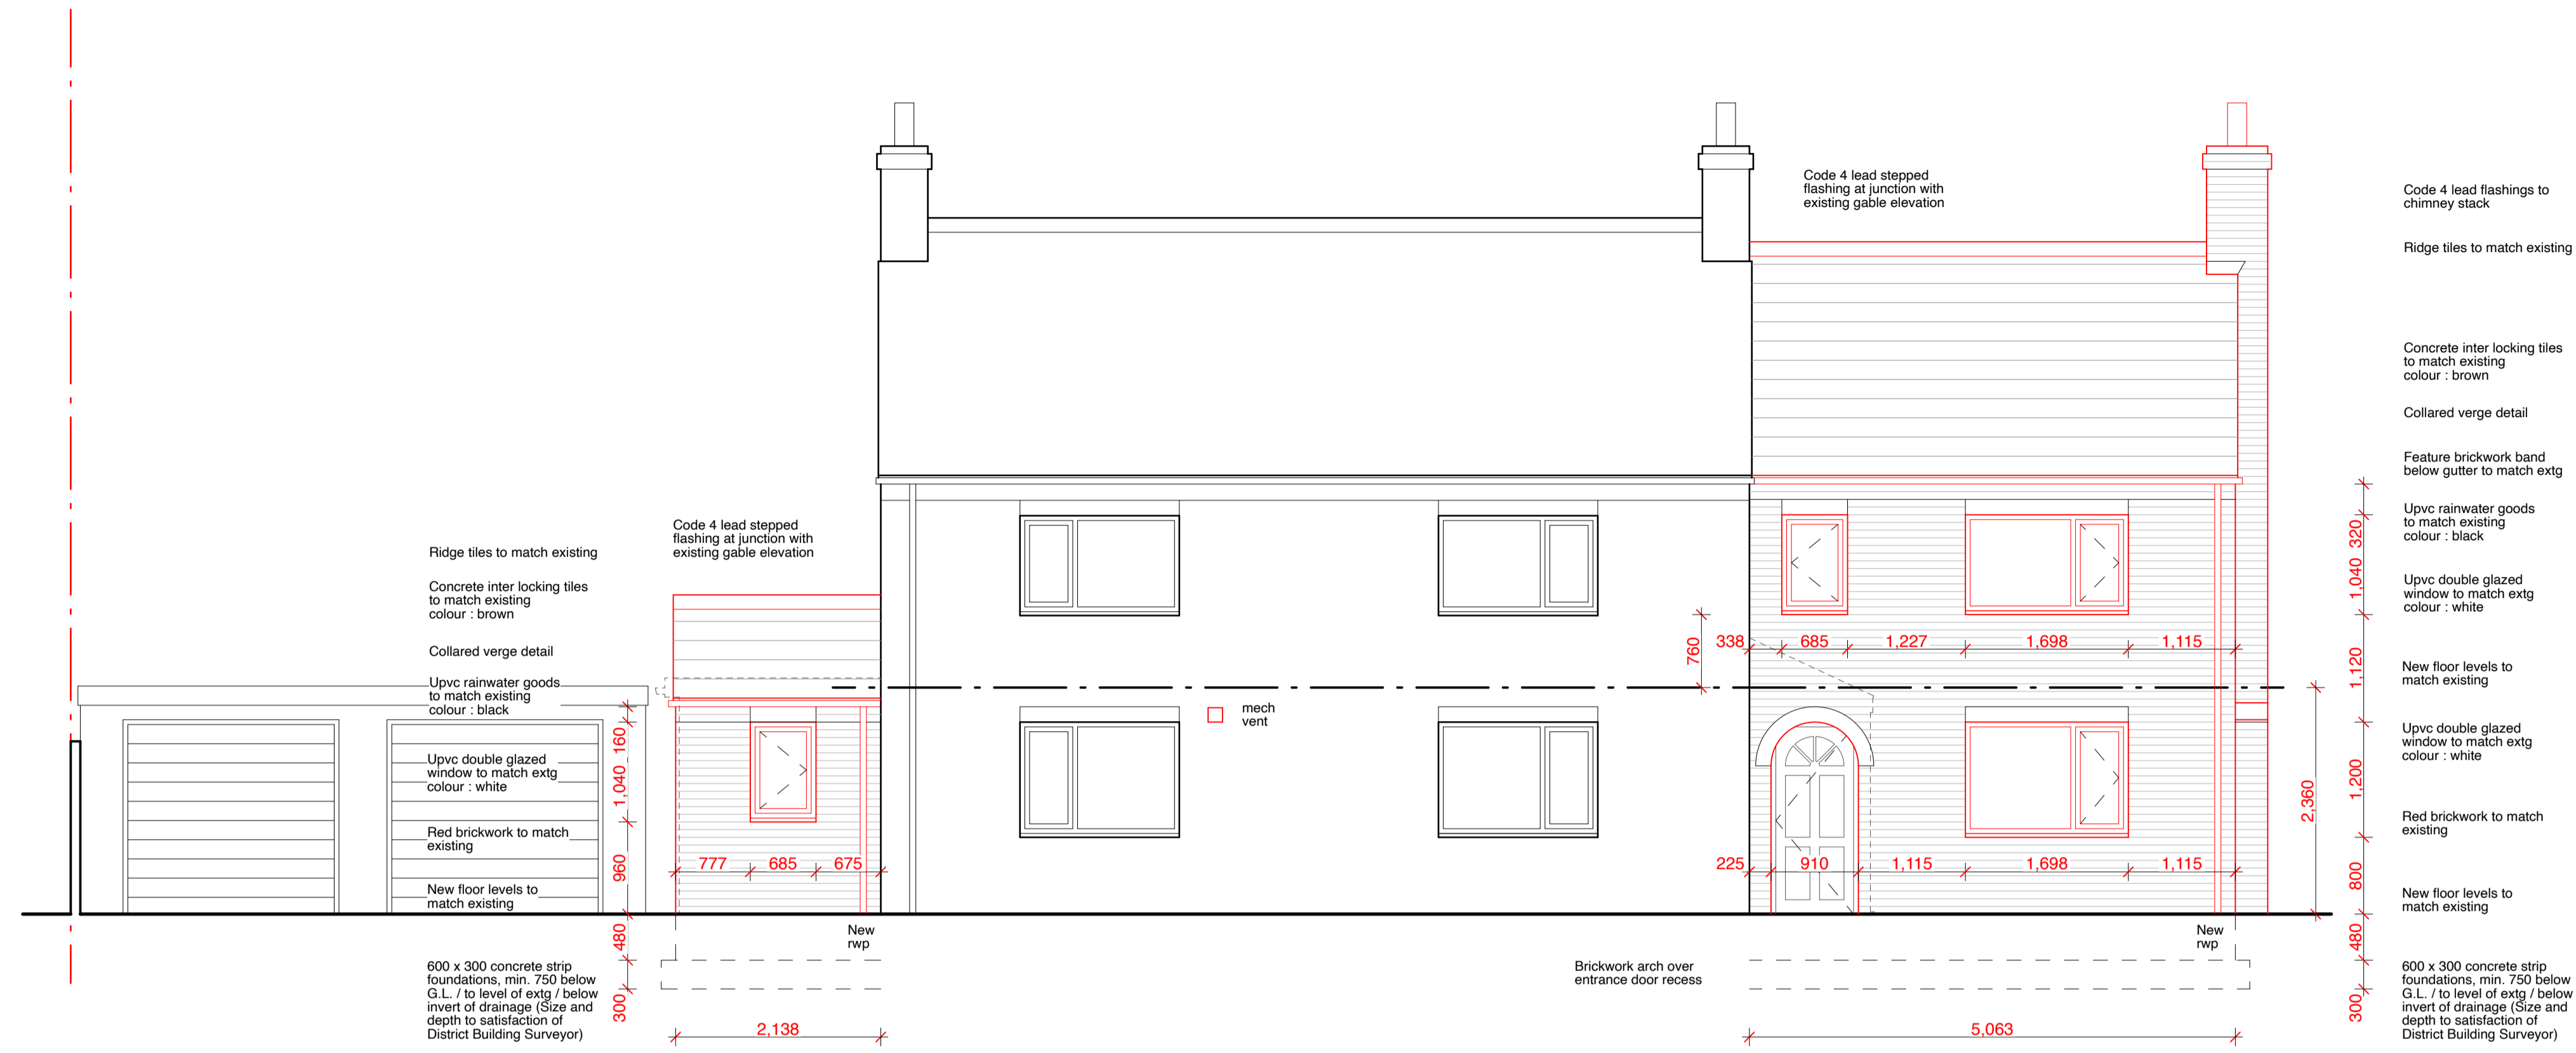 Code 4 lead stepped
flashing at junction with
existing gable elevation
Code 4 lead flashings to
chimney stack
Ridge tiles to match existing
Concrete inter locking tiles
to match existing
colour : brown
Collared verge detail
Feature brickwork band
below gutter to match extg
Upvc rainwater goods
to match existing
colour : black
Upvc double glazed
window to match extg
colour : white
New floor levels to
match existing
Upvc double glazed
window to match extg
colour : white
Red brickwork to match
existing
New floor levels to
match existing
600 x 300 concrete strip
foundations, min. 750 below
G.L. / to level of extg / below
invert of drainage (Size and
depth to satisfaction of
District Building Surveyor)
Code 4 lead stepped
flashing at junction with
existing gable elevation
Ridge tiles to match existing
Concrete inter locking tiles
to match existing
colour : brown
Collared verge detail
Upvc rainwater goods
to match existing
colour : black
Upvc double glazed
window to match extg
colour : white
Red brickwork to match
existing
New floor levels to
match existing
600 x 300 concrete strip
foundations, min. 750 below
G.L. / to level of extg / below
invert of drainage (Size and
depth to satisfaction of
District Building Surveyor)
160
1,040
960
480
300
777 685 675
New
rwp
2,138
mech
vent
760
338 685 1,227 1,698 1,115
225 910 1,115 1,698 1,115
Brickwork arch over
entrance door recess
New
rwp
5,063
2,360
320
1,040
1,120
1,200
800
480
300